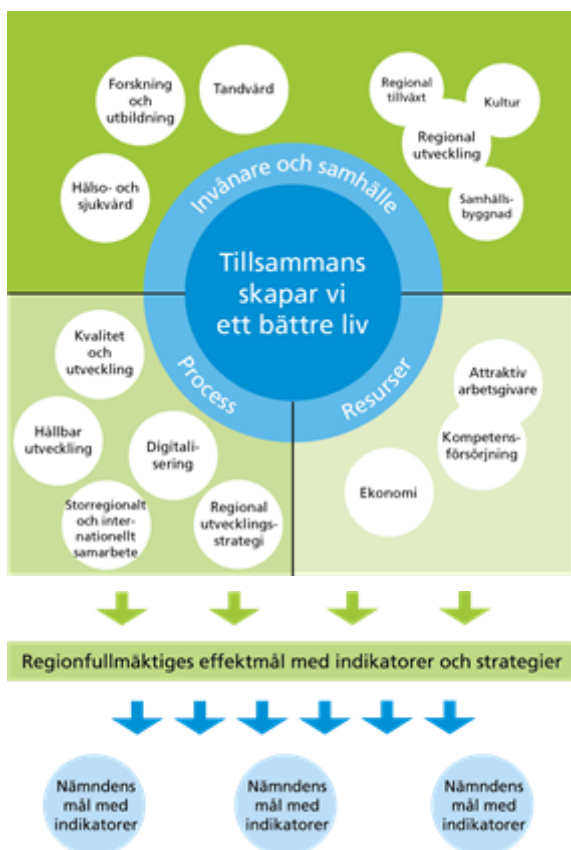 Forskning
och
utbildning
Tandvård
Hälso- och
sjukvård
Regional
tillväxt
Kultur
Regional
utveckling
Samhälls-
byggnad
Invånare och samhälle
Tillsammans
skapar vi
ett bättre liv
Process
Resurser
Kvalitet
och
utveckling
Hållbar
utveckling
Digitali-
sering
Storregionalt
och inter-
nationellt
samarbete
Regional
utvecklings-
strategi
Attraktiv
arbetsgivare
Kompetens-
försörjning
Ekonomi
Regionfullmäktiges effektmål med indikatorer och strategier
Nämndens
mål med
indikatorer
Nämndens
mål med
indikatorer
Nämndens
mål med
indikatorer